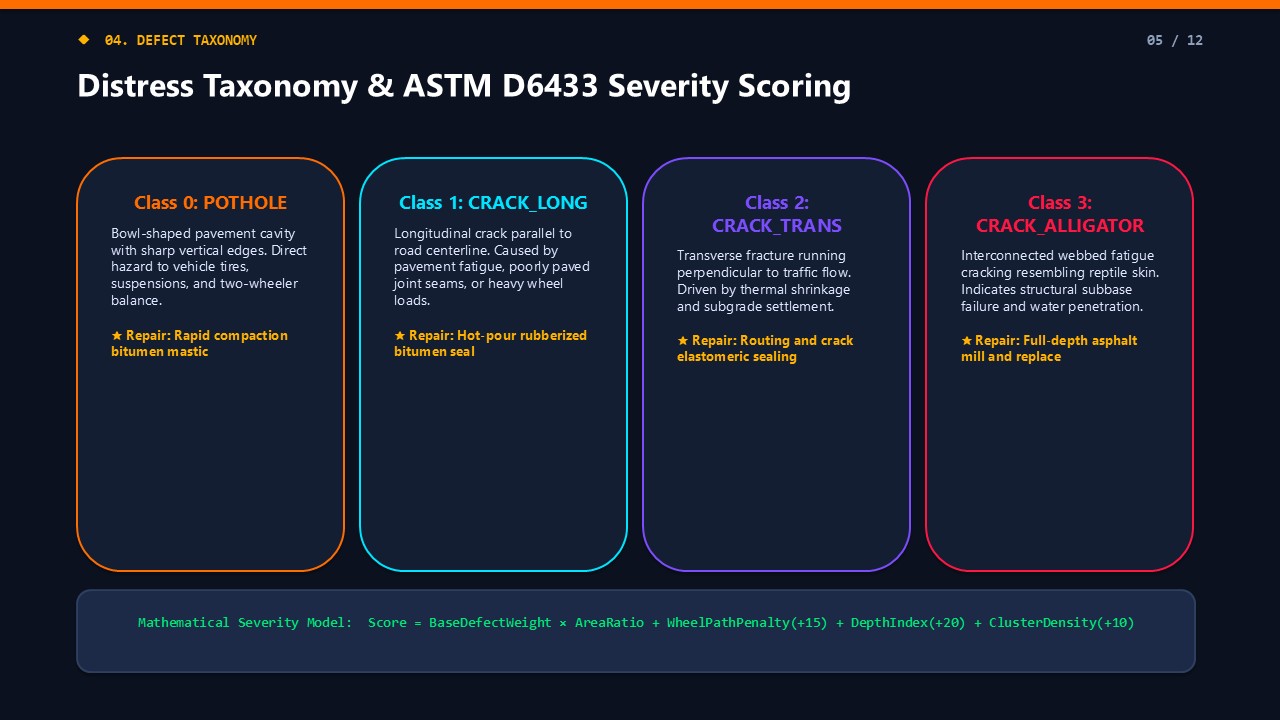 ◆ 04. DEFECT TAXONOMY
05 / 12
Distress Taxonomy & ASTM D6433 Severity Scoring
Class 0: POTHOLE
Bowl-shaped pavement cavity
with sharp vertical edges. Direct
hazard to vehicle tires,
suspensions, and two-wheeler
balance.
★ Repair: Rapid compaction
bitumen mastic
Class 1: CRACK_LONG
Longitudinal crack parallel to
road centerline. Caused by
pavement fatigue, poorly paved
joint seams, or heavy wheel
loads.
★ Repair: Hot-pour rubberized
bitumen seal
Class 2:
CRACK_TRANS
Transverse fracture running
perpendicular to traffic flow.
Driven by thermal shrinkage
and subgrade settlement.
★ Repair: Routing and crack
elastomeric sealing
Class 3:
CRACK_ALLIGATOR
Interconnected webbed fatigue
cracking resembling reptile skin.
Indicates structural subbase
failure and water penetration.
★ Repair: Full-depth asphalt
mill and replace
Mathematical Severity Model:  Score = BaseDefectWeight × AreaRatio + WheelPathPenalty(+15) + DepthIndex(+20) + ClusterDensity(+10)